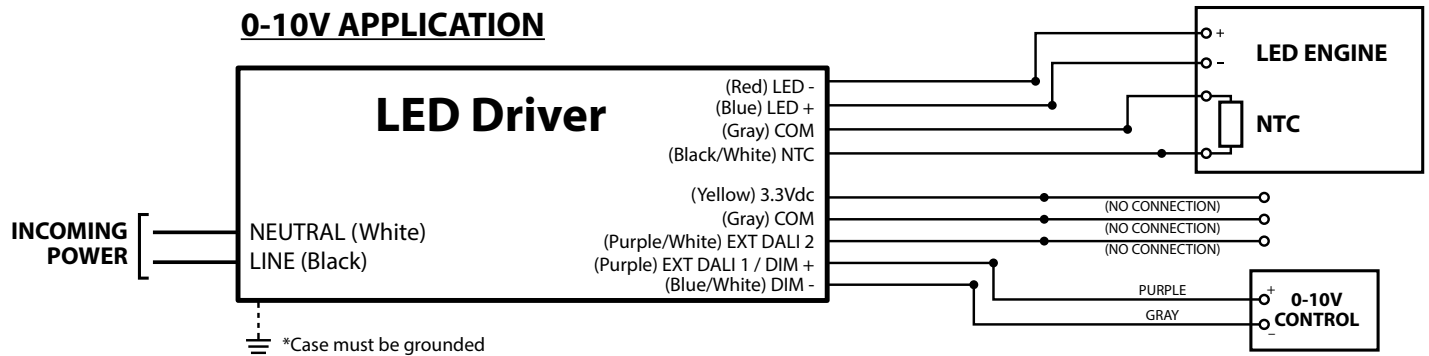 0-10V APPLICATION
LED Driver
(Red) LED -
(Blue) LED +
(Gray) COM
(Black/White) NTC
(Yellow) 3.3Vdc
(Gray) COM
(Purple/White) EXT DALI 2
(Purple) EXT DALI 1 / DIM +
(Blue/White) DIM -
INCOMING
POWER
NEUTRAL (White)
LINE (Black)
*Case must be grounded
+
LED ENGINE
–
NTC
(NO CONNECTION)
(NO CONNECTION)
(NO CONNECTION)
PURPLE
GRAY
+
0-10V
CONTROL
–